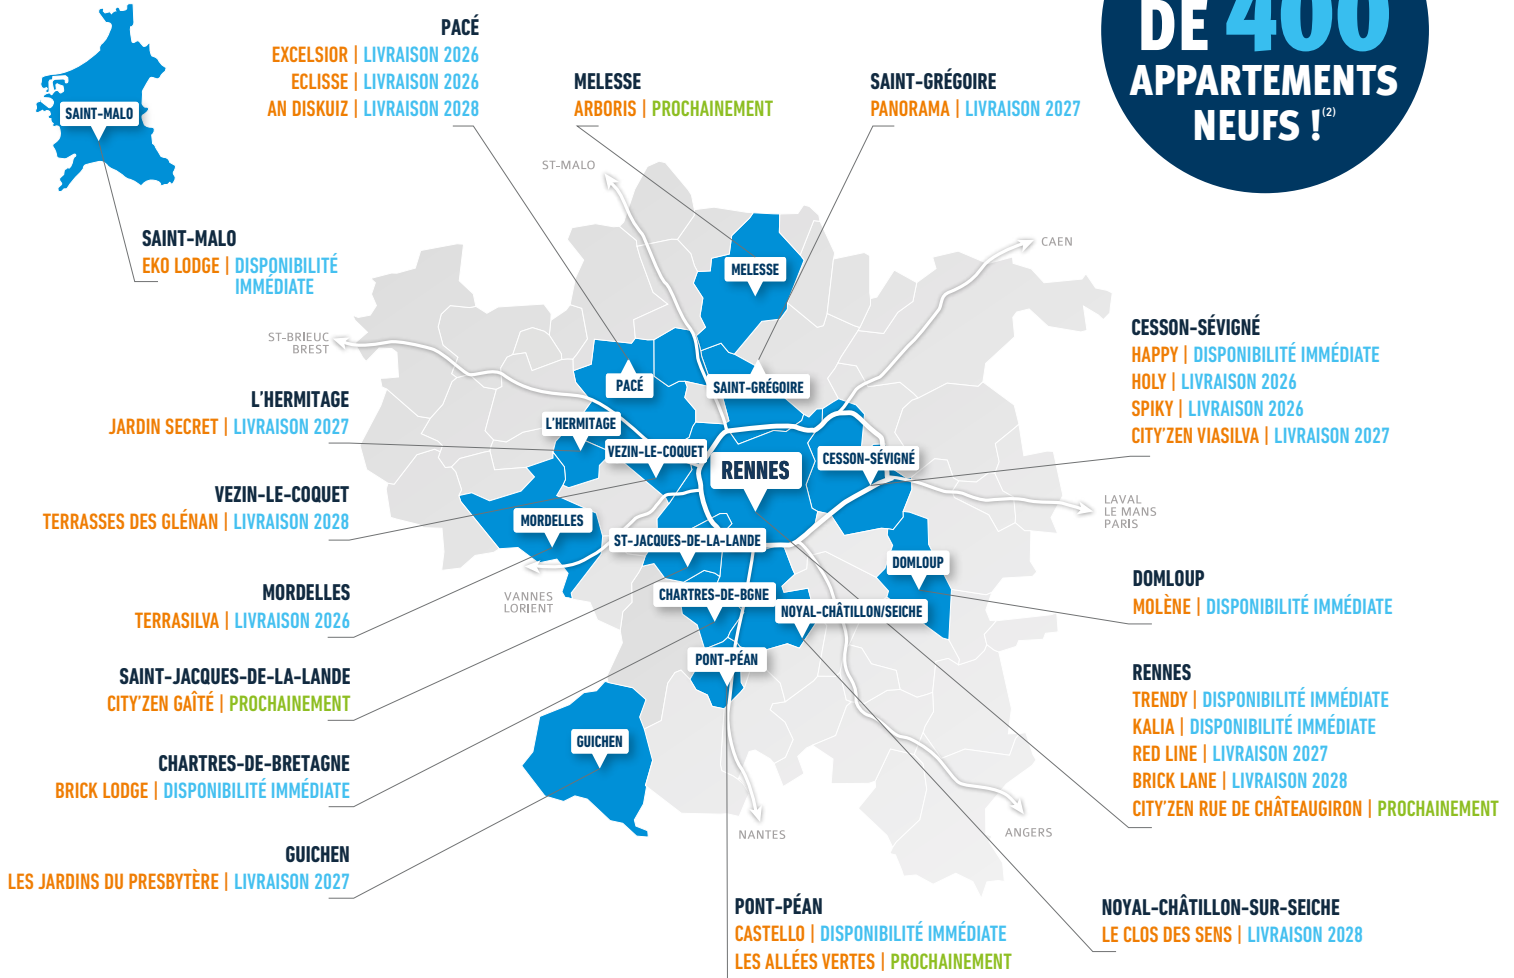 DE 400
APPARTEMENTS
NEUFS ! (2)
PACÉ
EXCELSIOR | LIVRAISON 2026
ECLISSE | LIVRAISON 2026
AN DISKUIZ | LIVRAISON 2028
MELESSE
ARBORIS | PROCHAINEMENT
SAINT-GRÉGOIRE
PANORAMA | LIVRAISON 2027
SAINT-MALO
SAINT-MALO
EKO LODGE | DISPONIBILITÉ
IMMÉDIATE
ST-MALO
CAEN
MELESSE
ST-BRIEUC
BREST
PACÉ
SAINT-GRÉGOIRE
L'HERMITAGE
VEZIN-LE-COQUET
RENNES
CESSON-SÉVIGNÉ
MORDELLES
ST-JACQUES-DE-LA-LANDE
DOMLOUP
CHARTRES-DE-BGNE
NOYAL-CHÂTILLON/SEICHE
PONT-PÉAN
GUICHEN
VANNES
LORIENT
LAVAL
LE MANS
PARIS
NANTES
ANGERS
L'HERMITAGE
JARDIN SECRET | LIVRAISON 2027
VEZIN-LE-COQUET
TERRASSES DES GLÉNAN | LIVRAISON 2028
MORDELLES
TERRASILVA | LIVRAISON 2026
SAINT-JACQUES-DE-LA-LANDE
CITY'ZEN GAÎTÉ | PROCHAINEMENT
CHARTRES-DE-BRETAGNE
BRICK LODGE | DISPONIBILITÉ IMMÉDIATE
GUICHEN
LES JARDINS DU PRESBYTÈRE | LIVRAISON 2027
CESSON-SÉVIGNÉ
HAPPY | DISPONIBILITÉ IMMÉDIATE
HOLY | LIVRAISON 2026
SPIKY | LIVRAISON 2026
CITY'ZEN VIASILVA | LIVRAISON 2027
DOMLOUP
MOLÈNE | DISPONIBILITÉ IMMÉDIATE
RENNES
TRENDY | DISPONIBILITÉ IMMÉDIATE
KALIA | DISPONIBILITÉ IMMÉDIATE
RED LINE | LIVRAISON 2027
BRICK LANE | LIVRAISON 2028
CITY'ZEN RUE DE CHÂTEAUGIRON | PROCHAINEMENT
PONT-PÉAN
CASTELLO | DISPONIBILITÉ IMMÉDIATE
LES ALLÉES VERTES | PROCHAINEMENT
NOYAL-CHÂTILLON-SUR-SEICHE
LE CLOS DES SENS | LIVRAISON 2028